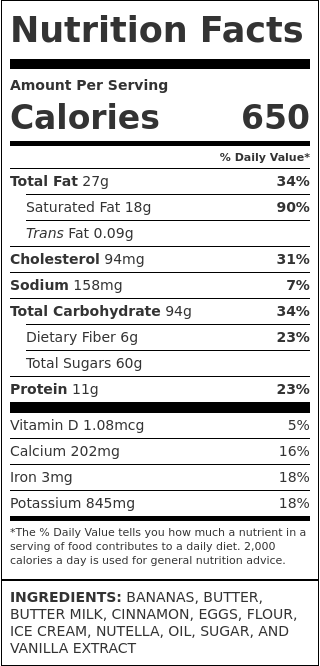 Nutrition Facts
Amount Per Serving
Calories 650
% Daily Value*
Total Fat 27g 34%
Saturated Fat 18g 90%
Trans Fat 0.09g
Cholesterol 94mg 31%
Sodium 158mg 7%
Total Carbohydrate 94g 34%
Dietary Fiber 6g 23%
Total Sugars 60g
Protein 11g 23%
Vitamin D 1.08mcg 5%
Calcium 202mg 16%
Iron 3mg 18%
Potassium 845mg 18%
*The % Daily Value tells you how much a nutrient in a
serving of food contributes to a daily diet. 2,000
calories a day is used for general nutrition advice.
INGREDIENTS: BANANAS, BUTTER,
BUTTER MILK, CINNAMON, EGGS, FLOUR,
ICE CREAM, NUTELLA, OIL, SUGAR, AND
VANILLA EXTRACT